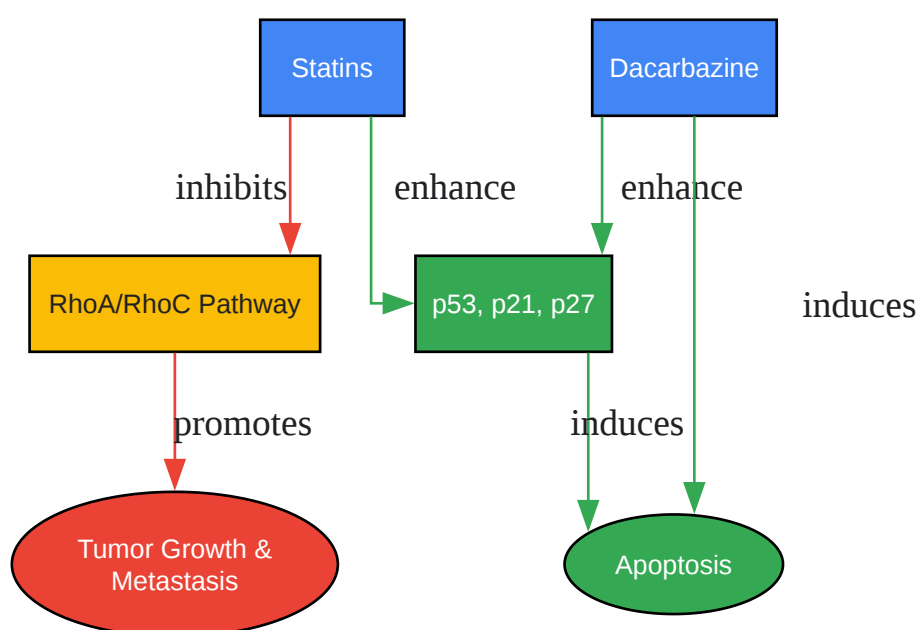 Statins
Dacarbazine
inhibits
enhance
enhance
RhoA/RhoC Pathway
p53, p21, p27
induces
promotes
induces
Tumor Growth &
Metastasis
Apoptosis